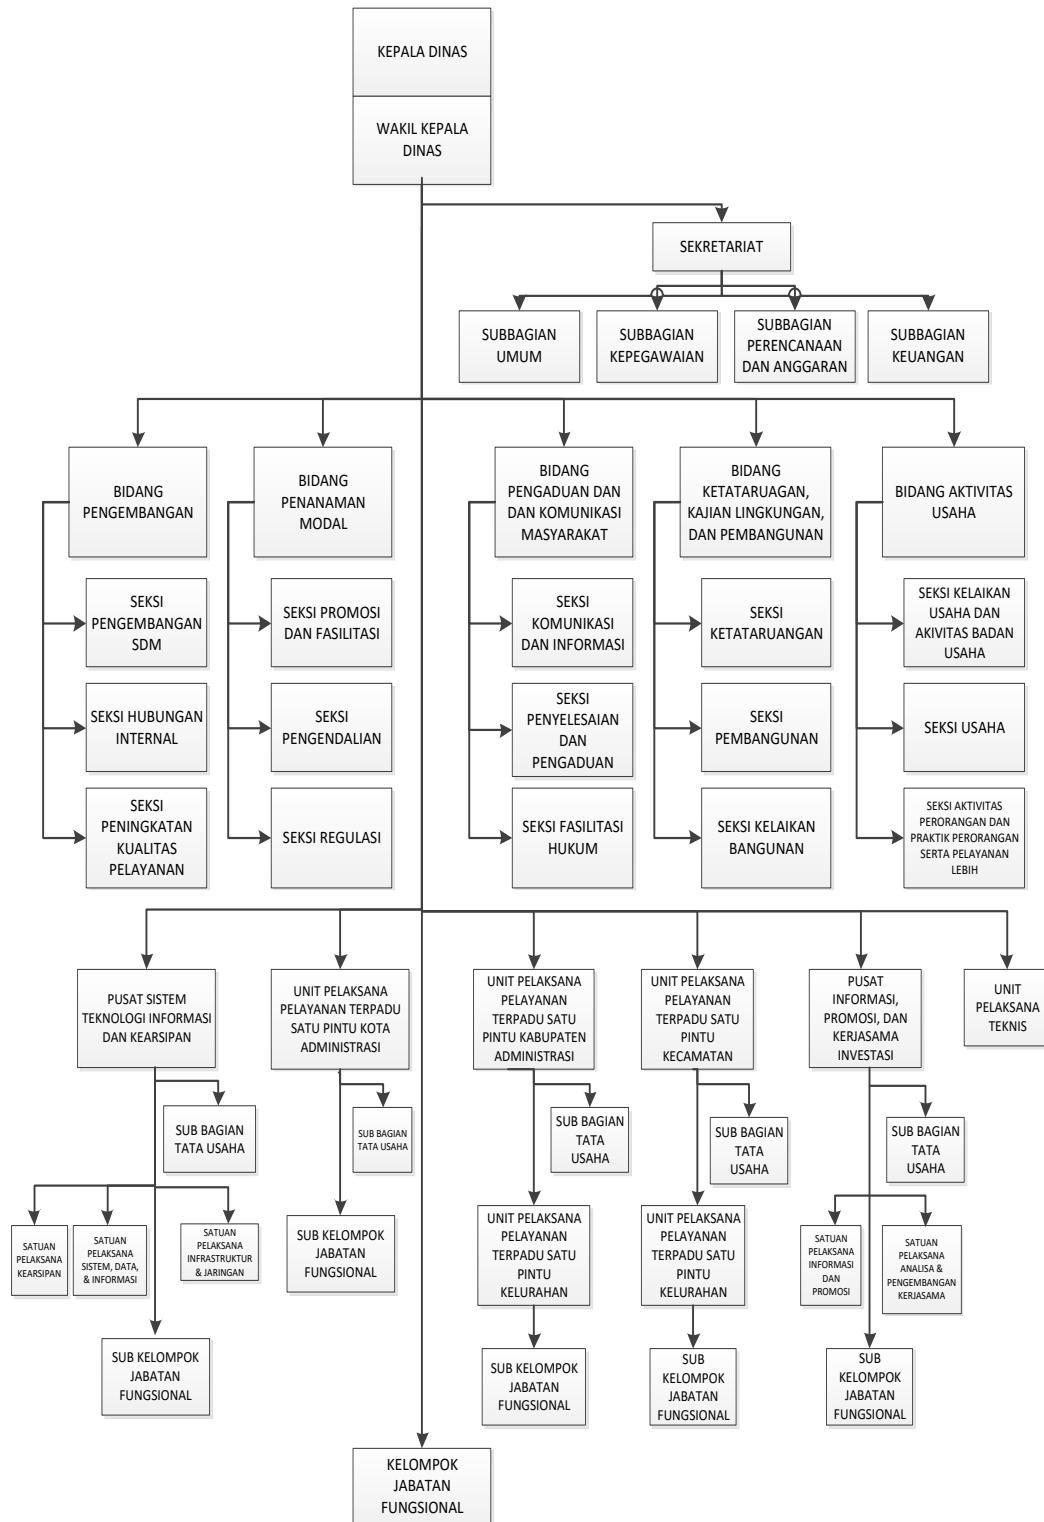 KEPALA DINAS
WAKIL KEPALA
DINAS
SEKRETARIAT
SUBBAGIAN
UMUM
SUBBAGIAN
KEPEGAWAIAN
SUBBAGIAN
PERENCANAAN
DAN ANGGARAN
SUBBAGIAN
KEUANGAN
BIDANG
PENGEMBANGAN
BIDANG
PENANAMAN
MODAL
BIDANG
PENGADUAN DAN
DAN KOMUNIKASI
MASYARAKAT
BIDANG
KETATARUAGAN,
KAJIAN LINGKUNGAN,
DAN PEMBANGUNAN
BIDANG AKTIVITAS
USAHA
SEKSI
PENGEMBANGAN
SDM
SEKSI PROMOSI
DAN FASILITASI
SEKSI
KOMUNIKASI
DAN INFORMASI
SEKSI
KETATARUANGAN
SEKSI KELAIKAN
USAHA DAN
AKIVITAS BADAN
USAHA
SEKSI HUBUNGAN
INTERNAL
SEKSI
PENGENDALIAN
SEKSI
PENYELESAIAN
DAN
PENGADUAN
SEKSI
PEMBANGUNAN
SEKSI USAHA
SEKSI
PENINGKATAN
KUALITAS
PELAYANAN
SEKSI REGULASI
SEKSI FASILITASI
HUKUM
SEKSI KELAIKAN
BANGUNAN
SEKSI AKTIVITAS
PERORANGAN DAN
PRAKTIK PERORANGAN
SERTA PELAYANAN
LEBIH
PUSAT SISTEM
TEKNOLOGI INFORMASI
DAN KEARSIPAN
UNIT PELAKSANA
PELAYANAN TERPADU
SATU PINTU KOTA
ADMINISTRASI
UNIT PELAKSANA
PELAYANAN
TERPADU SATU
PINTU KABUPATEN
ADMINISTRASI
UNIT PELAKSANA
PELAYANAN
TERPADU SATU
PINTU
KECAMATAN
PUSAT
INFORMASI,
PROMOSI, DAN
KERJASAMA
INVESTASI
UNIT
PELAKSANA
TEKNIS
SUB BAGIAN
TATA USAHA
SUB BAGIAN
TATA USAHA
SUB BAGIAN
TATA
USAHA
SUB BAGIAN
TATA
USAHA
SUB BAGIAN
TATA
USAHA
SATUAN
PELAKSANA
KEARSIPAN
SATUAN
PELAKSANA
SISTEM, DATA,
& INFORMASI
SATUAN
PELAKSANA
INFRASTRUKTUR
& JARINGAN
SUB KELOMPOK
JABATAN
FUNGSIONAL
UNIT PELAKSANA
PELAYANAN
TERPADU SATU
PINTU
KELURAHAN
UNIT PELAKSANA
PELAYANAN
TERPADU SATU
PINTU
KELURAHAN
SATUAN
PELAKSANA
INFORMASI
DAN
PROMOSI
SATUAN
PELAKSANA
ANALISA &
PENGEMBANGAN
KERJASAMA
SUB KELOMPOK
JABATAN
FUNGSIONAL
SUB KELOMPOK
JABATAN
FUNGSIONAL
SUB
KELOMPOK
JABATAN
FUNGSIONAL
SUB
KELOMPOK
JABATAN
FUNGSIONAL
KELOMPOK
JABATAN
FUNGSIONAL